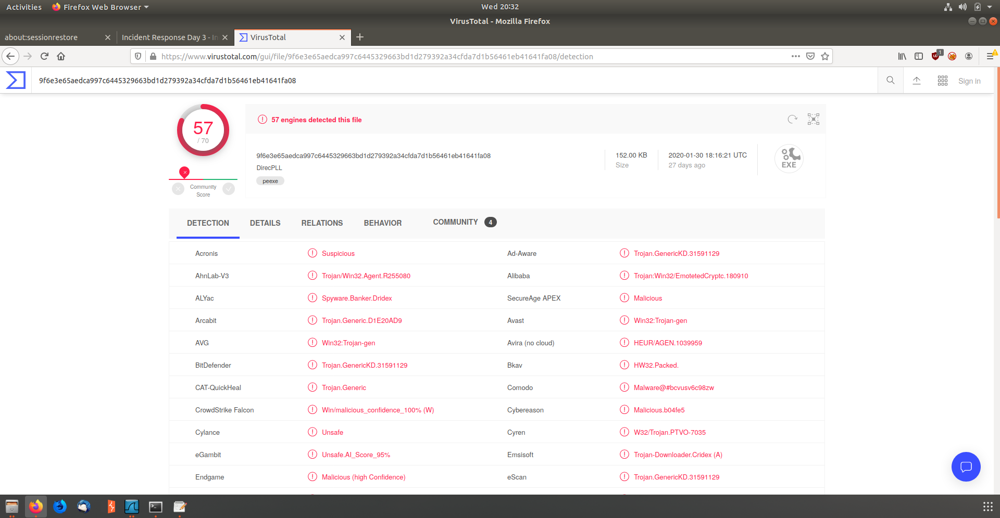 Activities Firefox Web Browser Wed 20:32
VirusTotal - Mozilla Firefox
about:sessionrestore Incident Response Day 3 - In VirusTotal
https://www.virustotal.com/gui/file/9f6e3e65aedca997c6445329663bd1d279392a34cfda7d1b56461eb41641fa08/detection 1
9f6e3e65aedca997c6445329663bd1d279392a34cfda7d1b56461eb41641fa08 Sign in
57
/ 70
57 engines detected this file
9f6e3e65aedca997c6445329663bd1d279392a34cfda7d1b56461eb41641fa08
DirecPLL
peexe
152.00 KB
Size
2020-01-30 18:16:21 UTC
27 days ago
EXE
Community
Score
DETECTION DETAILS RELATIONS BEHAVIOR COMMUNITY 4
Acronis Suspicious Ad-Aware Trojan.GenericKD.31591129
AhnLab-V3 Trojan/Win32.Agent.R255080 Alibaba Trojan:Win32/EmotetedCryptc.180910
ALYac Spyware.Banker.Dridex SecureAge APEX Malicious
Arcabit Trojan.Generic.D1E20AD9 Avast Win32:Trojan-gen
AVG Win32:Trojan-gen Avira (no cloud) HEUR/AGEN.1039959
BitDefender Trojan.GenericKD.31591129 Bkav HW32.Packed.
CAT-QuickHeal Trojan.Generic Comodo Malware@#bcvusv6c98zw
CrowdStrike Falcon Win/malicious_confidence_100% (W) Cybereason Malicious.b04fe5
Cylance Unsafe Cyren W32/Trojan.PTVO-7035
eGambit Unsafe.AI_Score_95% Emsisoft Trojan-Downloader.Cridex (A)
Endgame Malicious (high Confidence) eScan Trojan.GenericKD.31591129